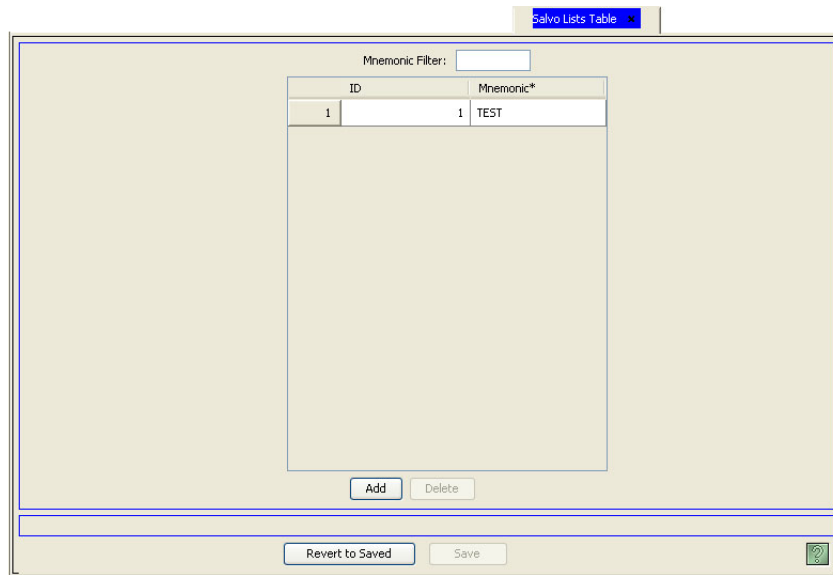 Salvo Lists Table ×
Mnemonic Filter:
ID Mnemonic*
1 1 TEST
Add Delete
Revert to Saved Save ?